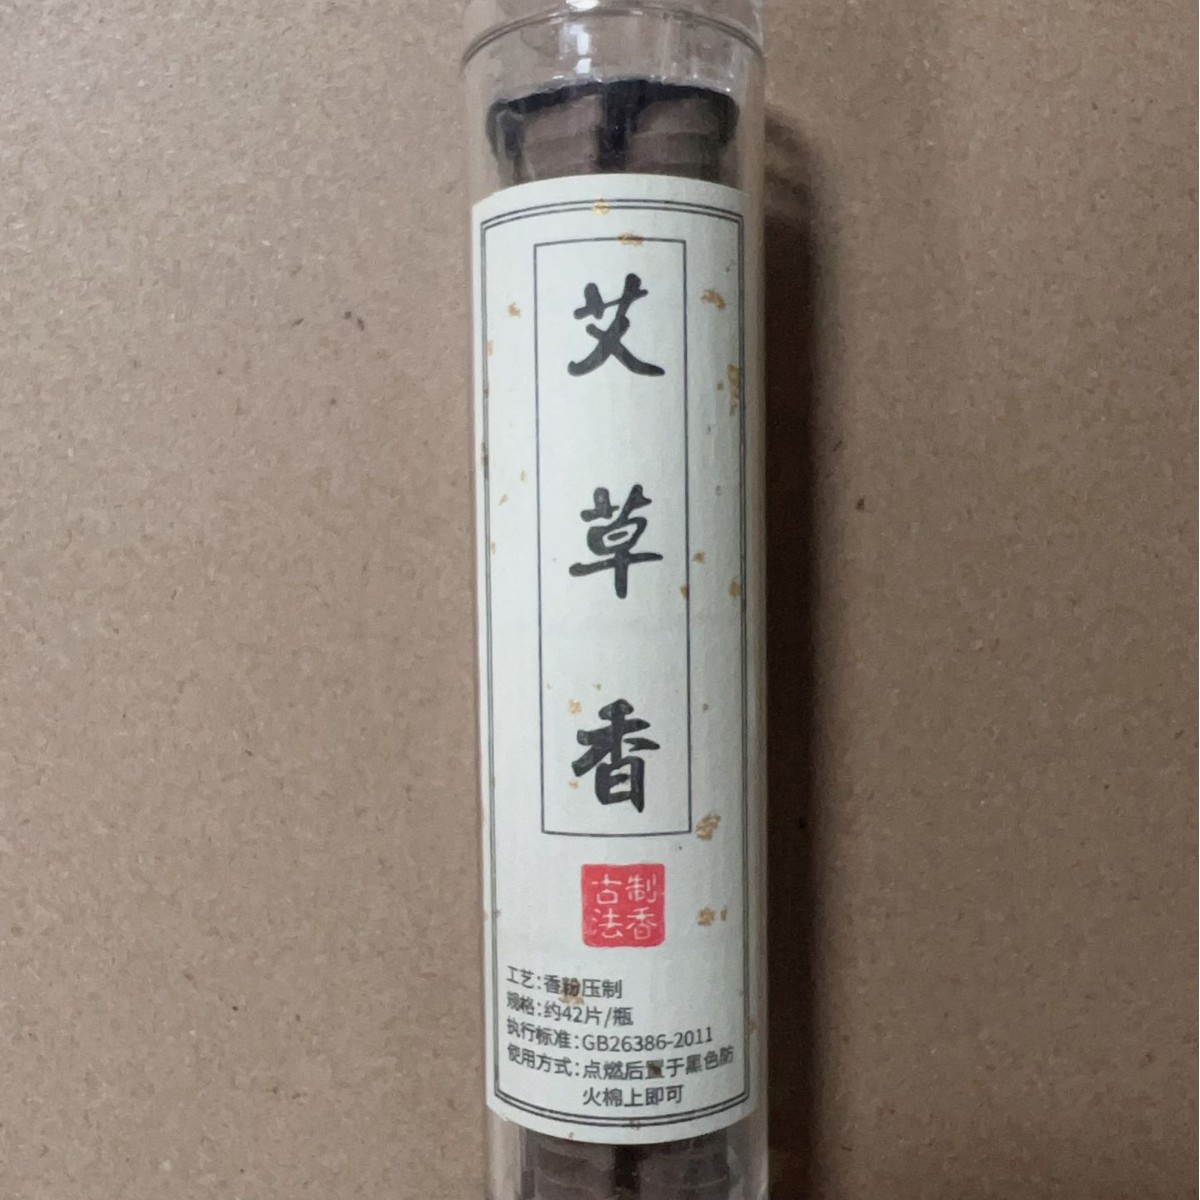 艾草香
古法
制香
工艺：香粉压制
规格：约42片/瓶
执行标准：GB26386-2011
使用方式：点燃后置于黑色防
火棉上即可